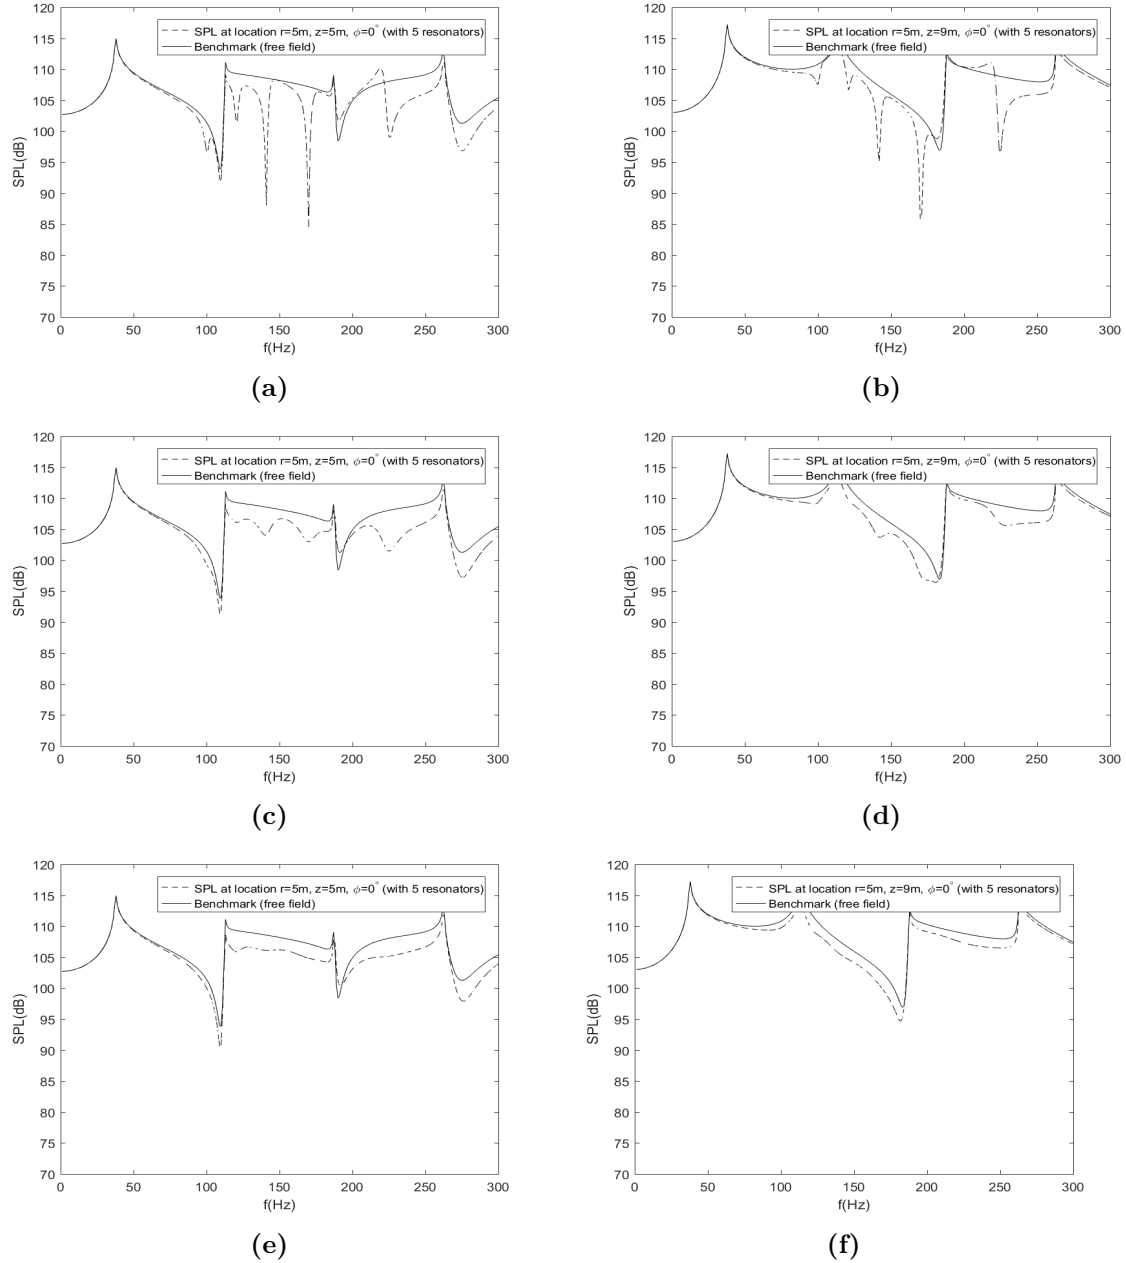 SPL at location r=5m, z=5m, ϕ=0° (with 5 resonators)
Benchmark (free field)
120
115
110
105
100
95
90
85
80
75
70
SPL(dB)
0 50 100 150 200 250 300
f(Hz)
(a)
SPL at location r=5m, z=9m, ϕ=0° (with 5 resonators)
Benchmark (free field)
120
115
110
105
100
95
90
85
80
75
70
SPL(dB)
0 50 100 150 200 250 300
f(Hz)
(b)
SPL at location r=5m, z=5m, ϕ=0° (with 5 resonators)
Benchmark (free field)
120
115
110
105
100
95
90
85
80
75
70
SPL(dB)
0 50 100 150 200 250 300
f(Hz)
(c)
SPL at location r=5m, z=9m, ϕ=0° (with 5 resonators)
Benchmark (free field)
120
115
110
105
100
95
90
85
80
75
70
SPL(dB)
0 50 100 150 200 250 300
f(Hz)
(d)
SPL at location r=5m, z=5m, ϕ=0° (with 5 resonators)
Benchmark (free field)
120
115
110
105
100
95
90
85
80
75
70
SPL(dB)
0 50 100 150 200 250 300
f(Hz)
(e)
SPL at location r=5m, z=9m, ϕ=0° (with 5 resonators)
Benchmark (free field)
120
115
110
105
100
95
90
85
80
75
70
SPL(dB)
0 50 100 150 200 250 300
f(Hz)
(f)